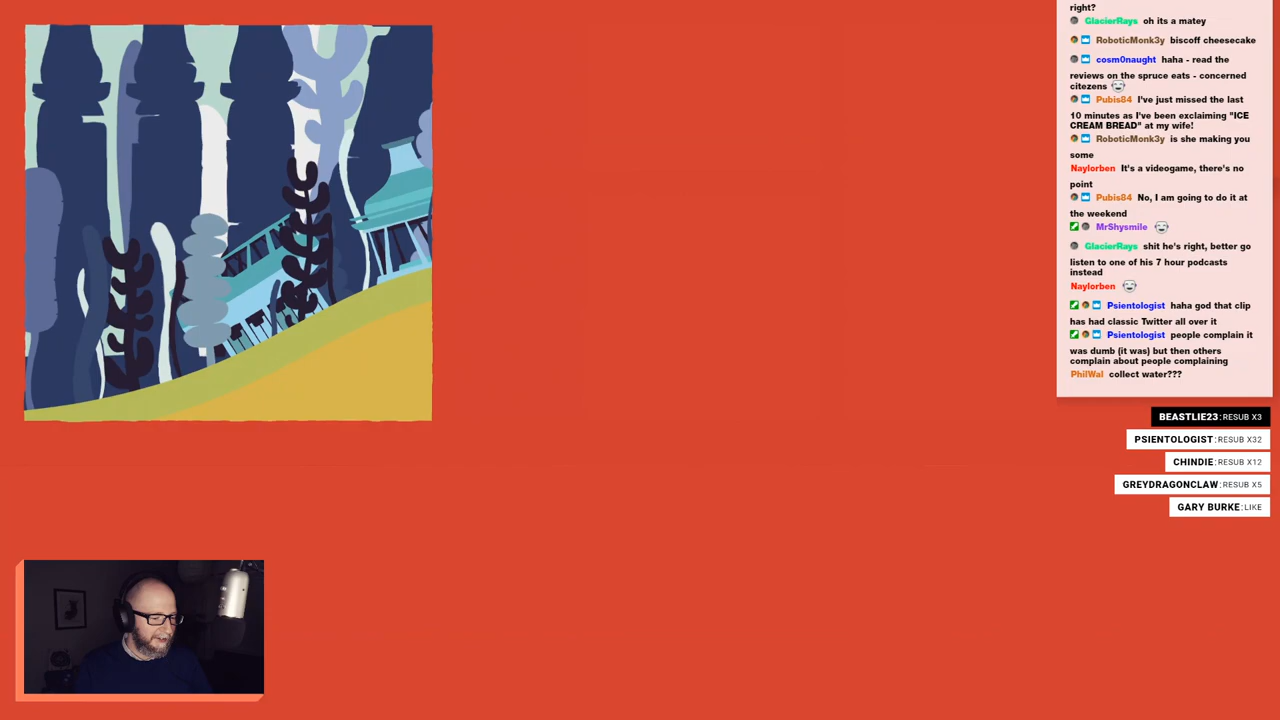 right?
GlacierRays oh its a matey
RoboticMonk3y biscoff cheesecake
cosm0naught haha - read the
reviews on the spruce eats - concerned
citezens
Pubis84 I've just missed the last
10 minutes as I've been exclaiming "ICE
CREAM BREAD" at my wife!
RoboticMonk3y is she making you
some
Naylorben It's a videogame, there's no
point
Pubis84 No, I am going to do it at
the weekend
MrShysmile
GlacierRays shit he's right, better go
listen to one of his 7 hour podcasts
instead
Naylorben
Psientologist haha god that clip
has had classic Twitter all over it
Psientologist people complain it
was dumb (it was) but then others
complain about people complaining
PhilWal collect water???
BEASTLIE23:RESUB X3
PSIENTOLOGIST:RESUB X32
CHINDIE:RESUB X12
GREYDRAGONCLAW:RESUB X5
GARY BURKE:LIKE